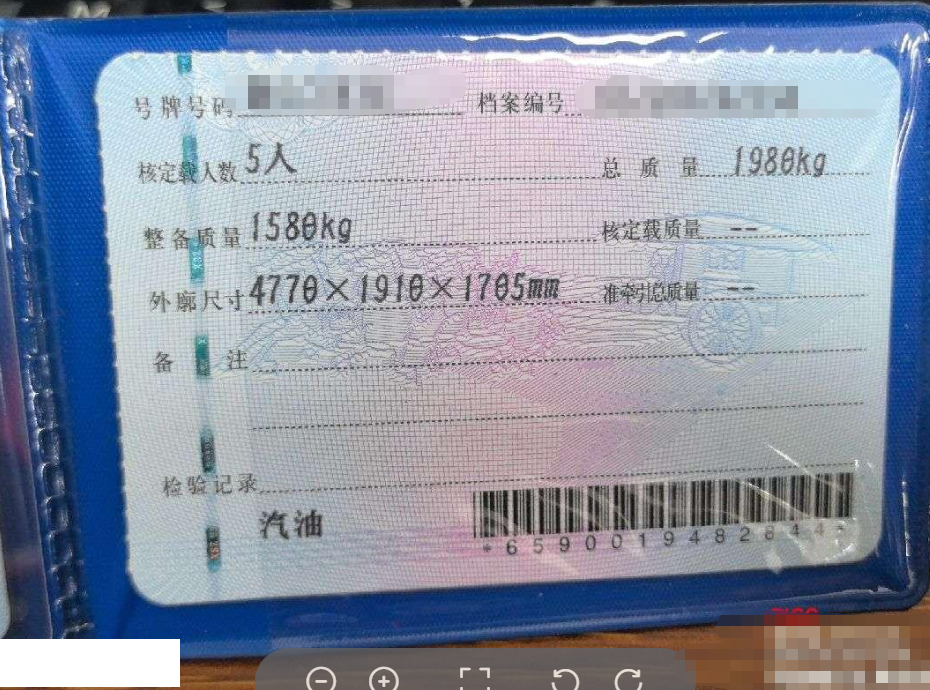 号牌号码 档案编号
核定载人数 5人 总质量 1980kg
整备质量 1580kg 核定载质量 --
外廓尺寸 4770×1910×1705mm 准牵引总质量 --
备注
检验记录
汽油
*6590019482844*